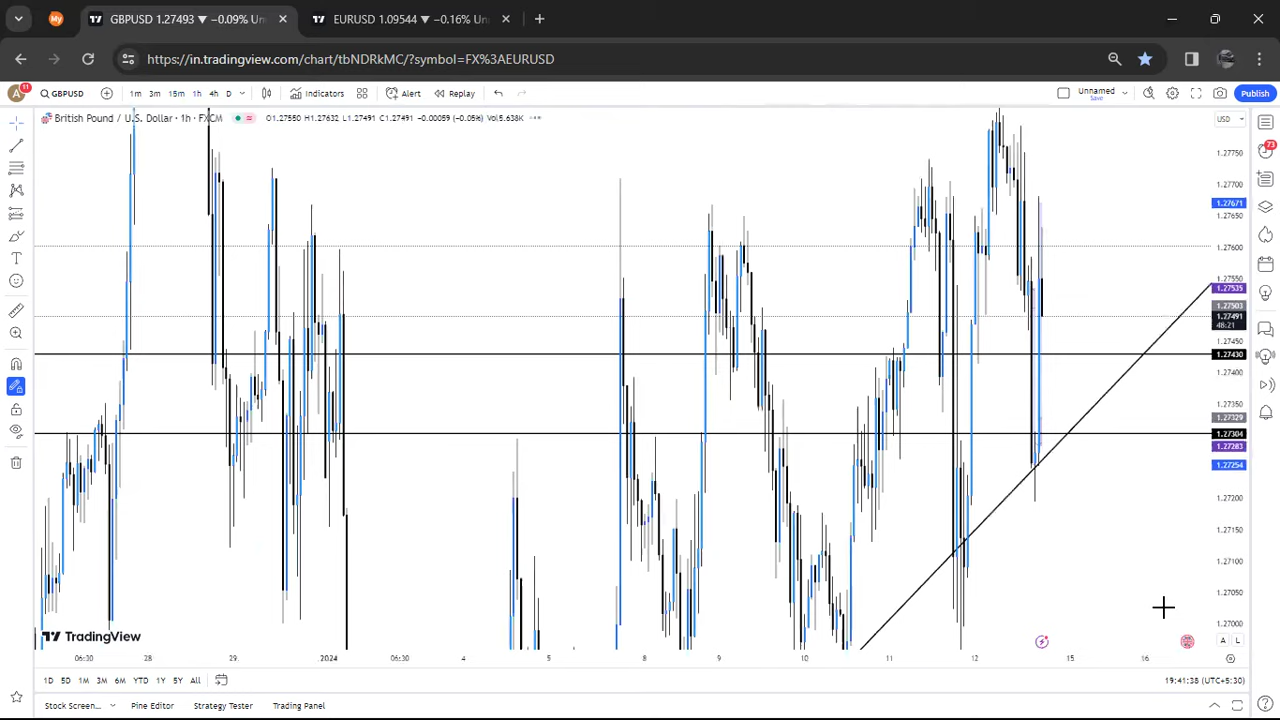 GBPUSD 1.27493 ▼ −0.09% Un
EURUSD 1.09544 ▼ −0.16% Un
https://in.tradingview.com/chart/tbNDRkMC/?symbol=FX%3AEURUSD
A 11 GBPUSD 1m 3m 15m 1h 4h D Indicators Alert Replay Unnamed Save Publish
British Pound / U.S. Dollar · 1h · FXCM O1.27550 H1.27632 L1.27491 C1.27491 −0.00059 (−0.05%) Vol5.638K
USD
73
1.27750
1.27700
1.27671
1.27650
1.27600
1.27550
1.27535
1.27503
1.27491
48:21
1.27450
1.27430
1.27400
1.27350
1.27329
1.27304
1.27283
1.27254
1.27200
1.27150
1.27100
1.27050
1.27000
TradingView
A L
06:30 28 29 2024 06:30 4 5 8 9 10 11 12 15 16
1D 5D 1M 3M 6M YTD 1Y 5Y All 19:41:38 (UTC+5:30)
Stock Screen... Pine Editor Strategy Tester Trading Panel